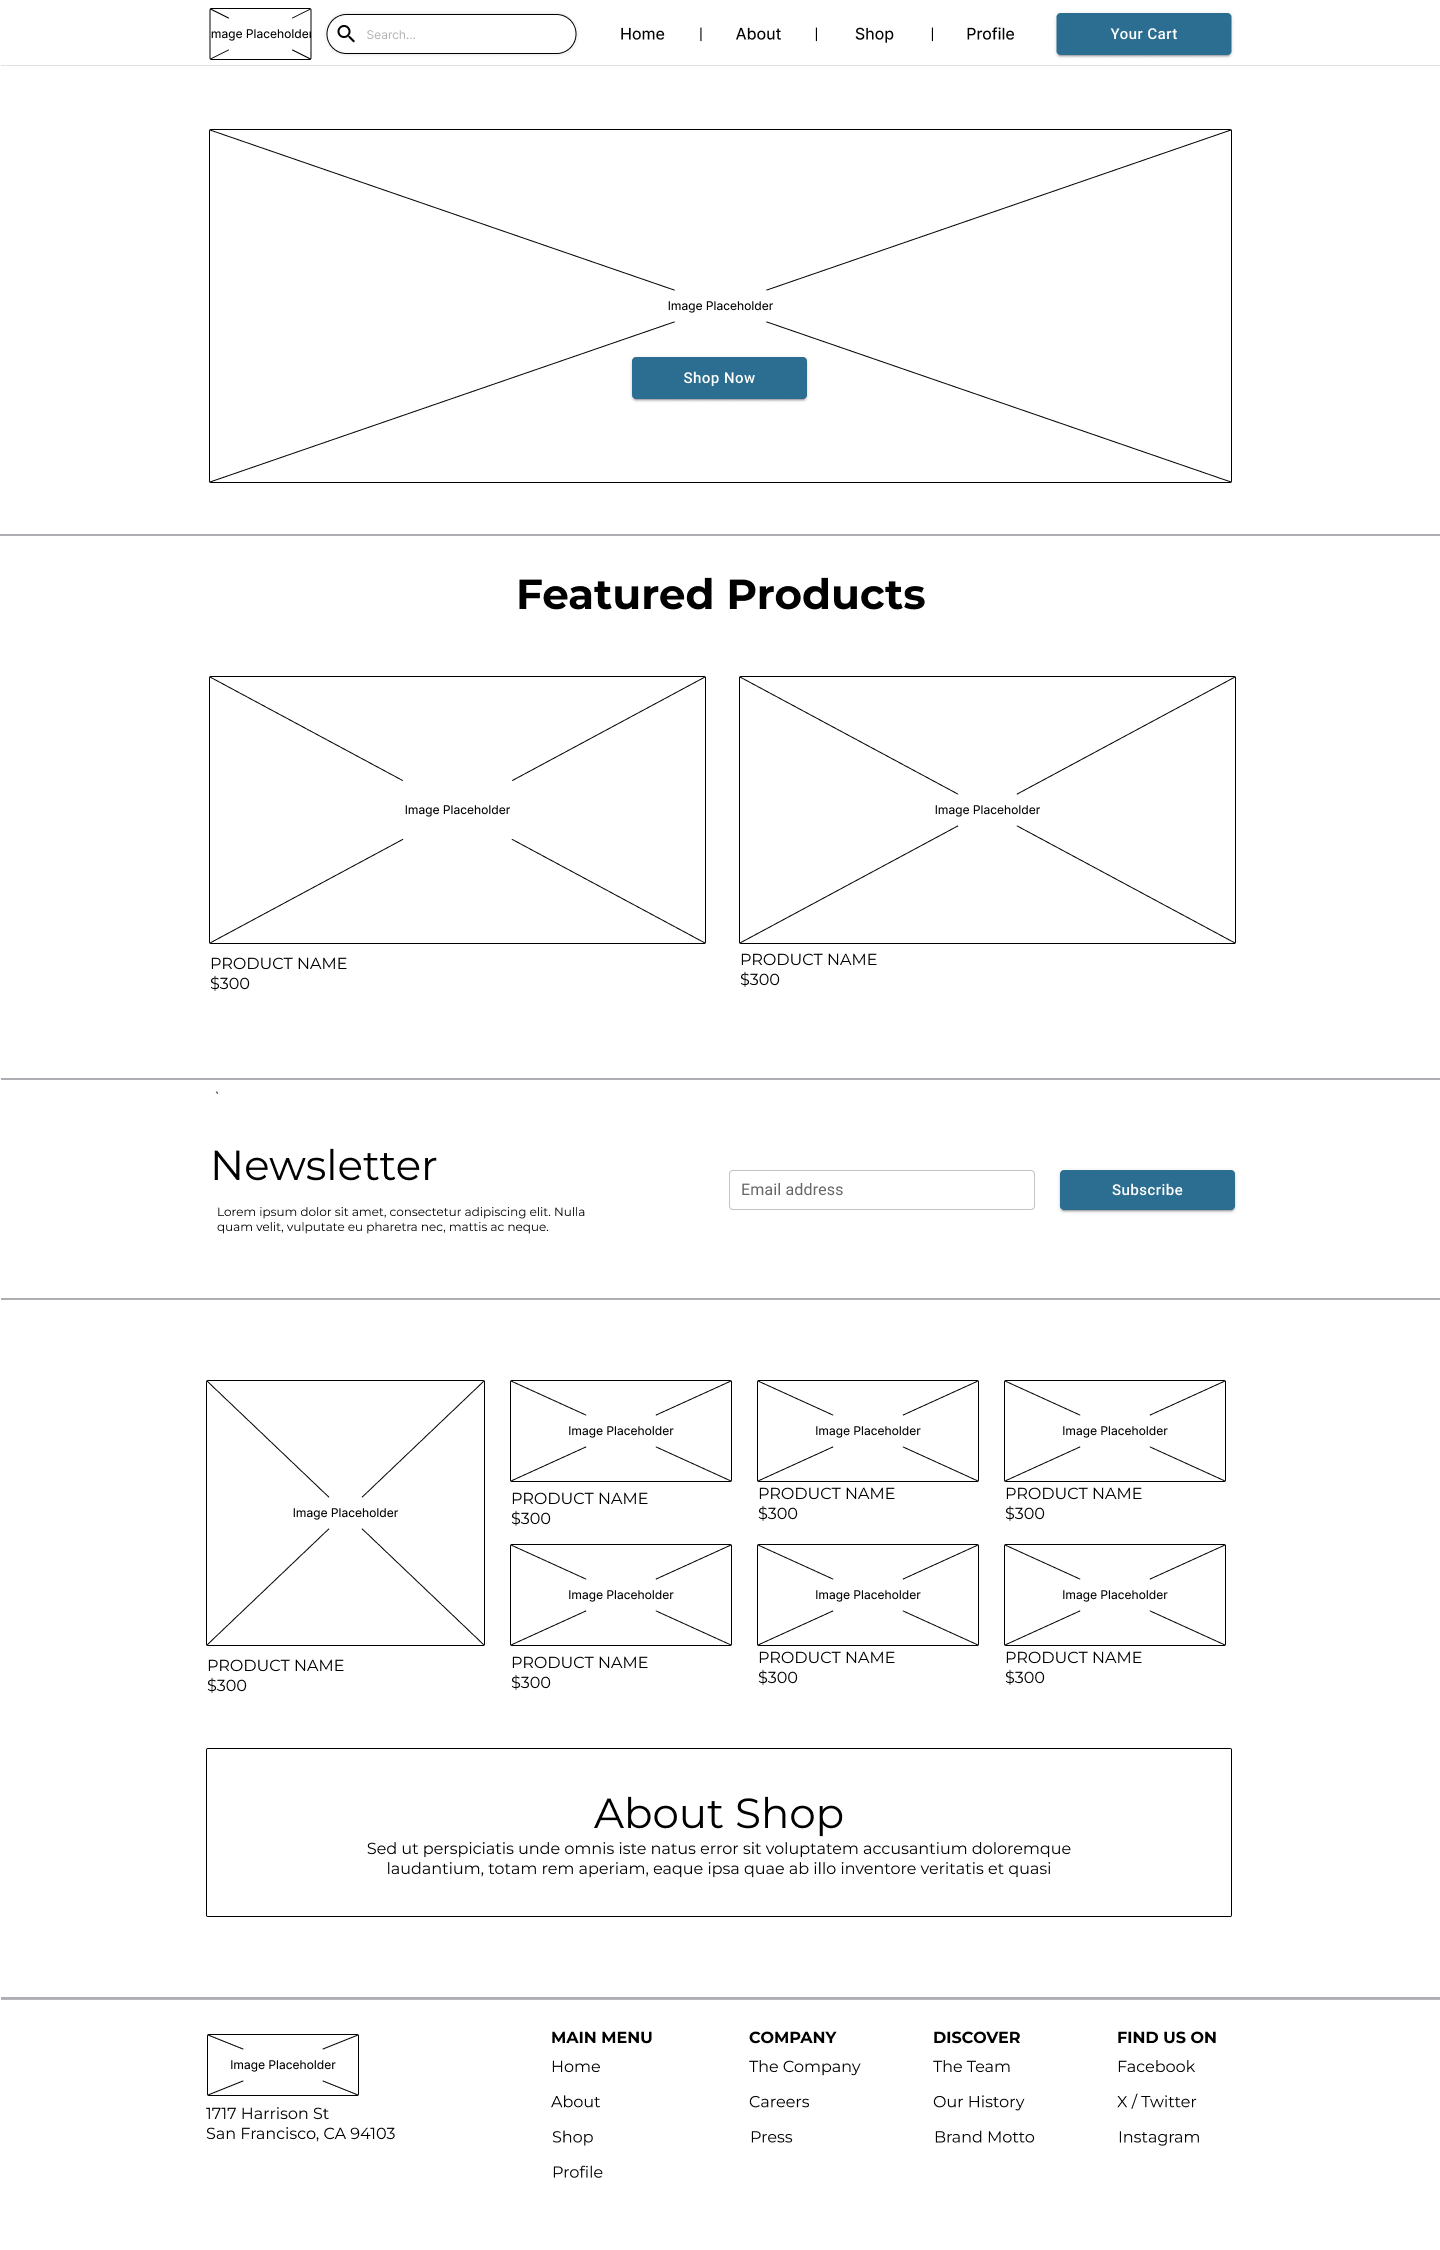 Image Placeholder
Search...
Home | About | Shop | Profile
Your Cart
Image Placeholder
Shop Now
Featured Products
Image Placeholder
PRODUCT NAME
$300
Image Placeholder
PRODUCT NAME
$300
`
Newsletter
Lorem ipsum dolor sit amet, consectetur adipiscing elit. Nulla
quam velit, vulputate eu pharetra nec, mattis ac neque.
Email address
Subscribe
Image Placeholder
PRODUCT NAME
$300
Image Placeholder
PRODUCT NAME
$300
Image Placeholder
PRODUCT NAME
$300
Image Placeholder
PRODUCT NAME
$300
Image Placeholder
PRODUCT NAME
$300
Image Placeholder
PRODUCT NAME
$300
Image Placeholder
PRODUCT NAME
$300
About Shop
Sed ut perspiciatis unde omnis iste natus error sit voluptatem accusantium doloremque
laudantium, totam rem aperiam, eaque ipsa quae ab illo inventore veritatis et quasi
Image Placeholder
1717 Harrison St
San Francisco, CA 94103
MAIN MENU
Home
About
Shop
Profile
COMPANY
The Company
Careers
Press
DISCOVER
The Team
Our History
Brand Motto
FIND US ON
Facebook
X / Twitter
Instagram